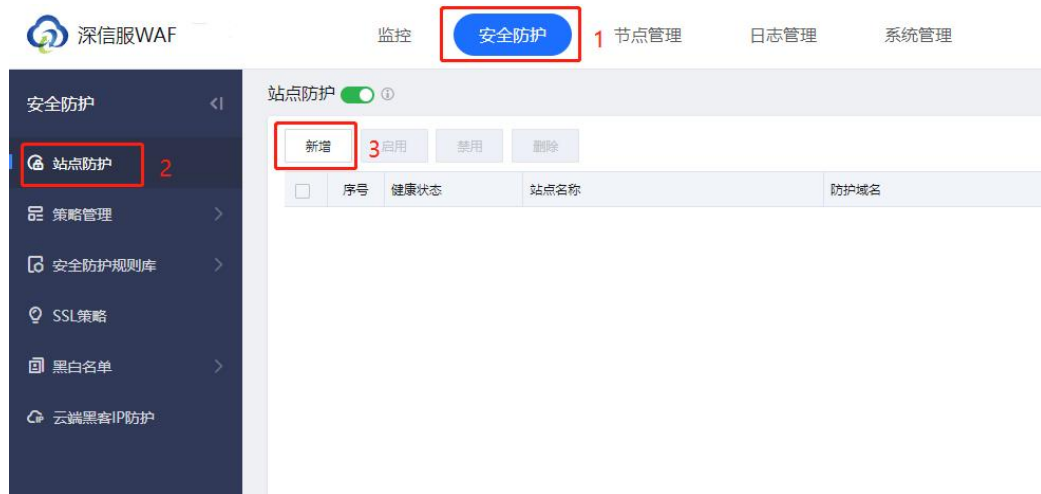 深信服WAF
监控
安全防护
1
节点管理
日志管理
系统管理
安全防护
站点防护
新增
3
启用
禁用
删除
站点防护
2
序号
健康状态
站点名称
防护域名
策略管理
安全防护规则库
SSL策略
黑白名单
云端黑客IP防护